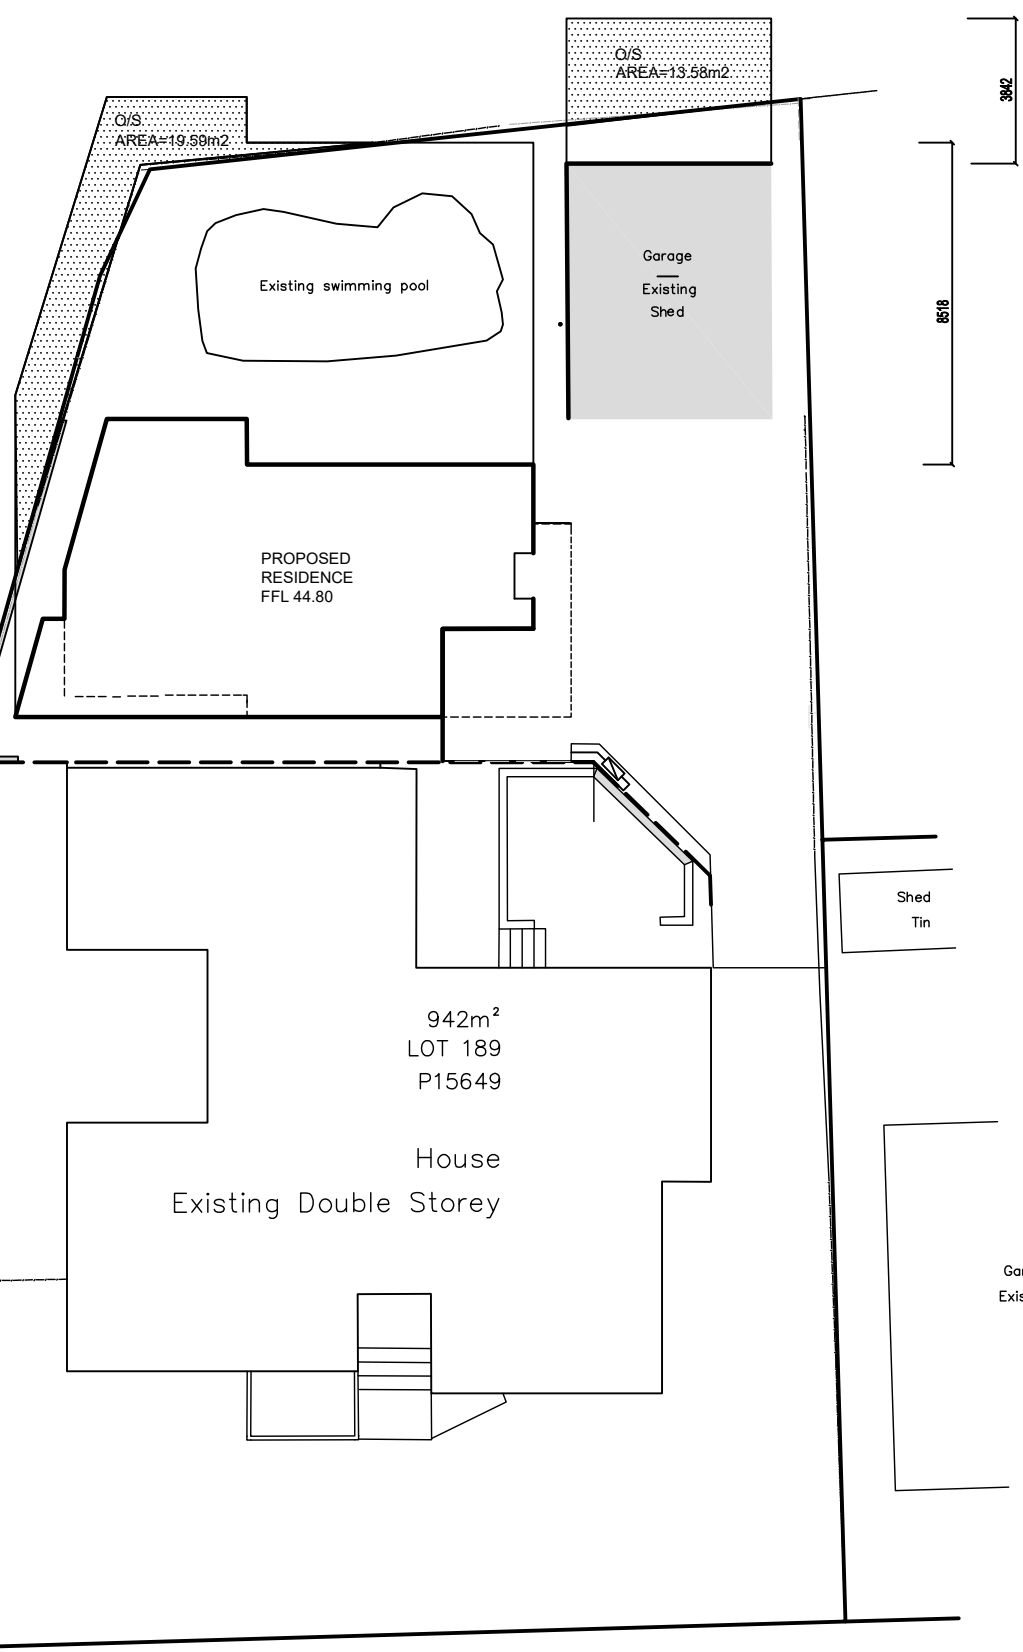 O/S
AREA=13.58m2
3842
O/S
AREA=19.59m2
Garage
Existing
Shed
Existing swimming pool
8518
PROPOSED
RESIDENCE
FFL 44.80
Shed
Tin
942m²
LOT 189
P15649
House
Existing Double Storey